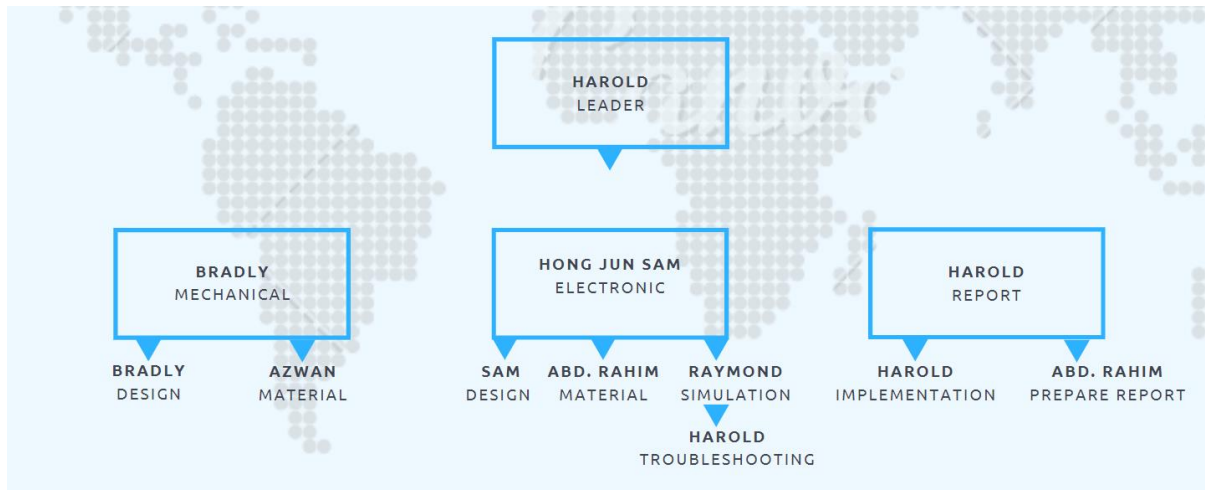 HAROLD
LEADER
BRADLY
MECHANICAL
HONG JUN SAM
ELECTRONIC
HAROLD
REPORT
BRADLY
DESIGN
AZWAN
MATERIAL
SAM
DESIGN
ABD. RAHIM
MATERIAL
RAYMOND
SIMULATION
HAROLD
TROUBLESHOOTING
HAROLD
IMPLEMENTATION
ABD. RAHIM
PREPARE REPORT